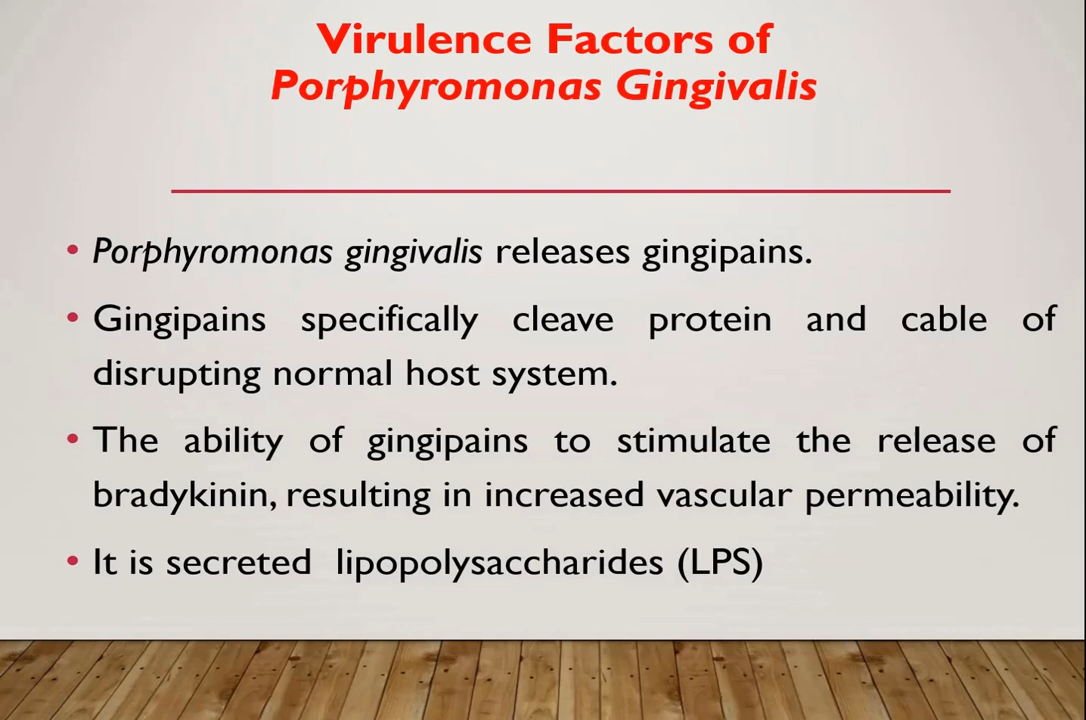 Virulence Factors of
Porphyromonas Gingivalis
• Porphyromonas gingivalis releases gingipains.
• Gingipains specifically cleave protein and cable of
disrupting normal host system.
• The ability of gingipains to stimulate the release of
bradykinin, resulting in increased vascular permeability.
• It is secreted lipopolysaccharides (LPS)